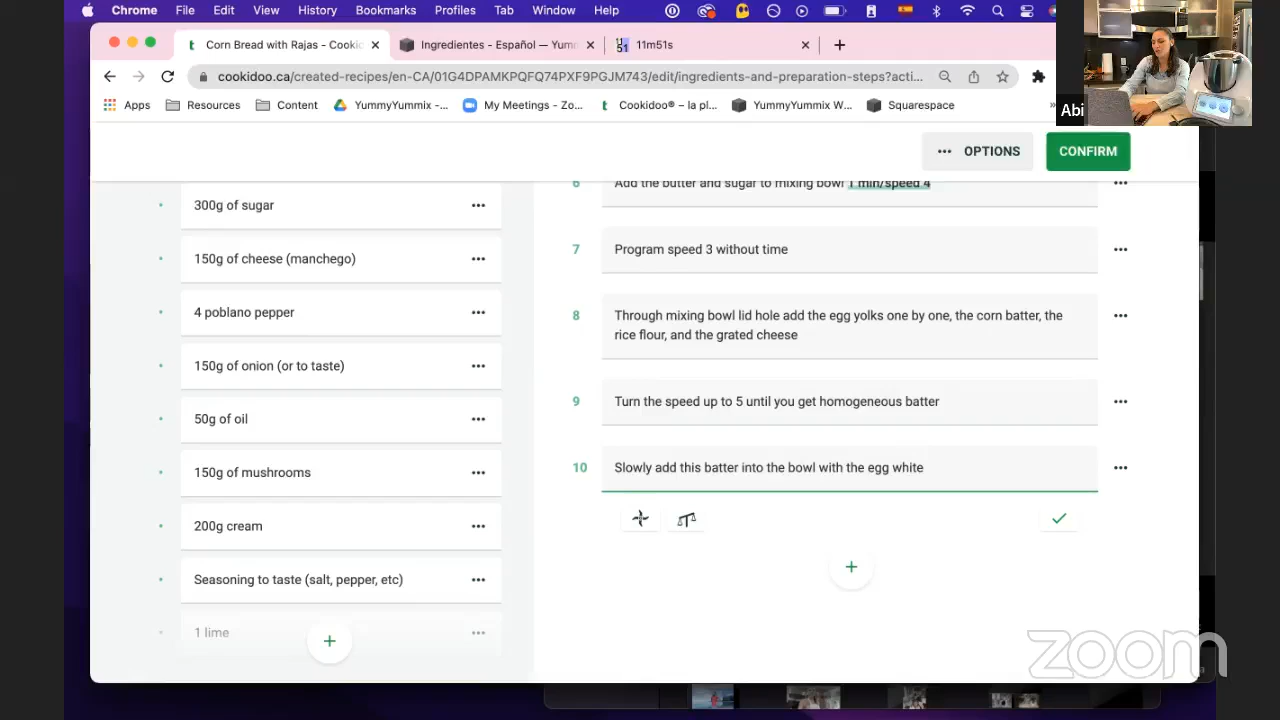 Chrome File Edit View History Bookmarks Profiles Tab Window Help
Corn Bread with Rajas - Cooki
Ingredientes - Español — Yumm
11m51s
cookidoo.ca/created-recipes/en-CA/01G4DPAMKPQFQ74PXF9PGJM743/edit/ingredients-and-preparation-steps?acti...
Apps Resources Content YummyYummix -... My Meetings - Zo... Cookidoo® – la pl... YummyYummix W... Squarespace
Abi
••• OPTIONS
CONFIRM
300g of sugar
150g of cheese (manchego)
4 poblano pepper
150g of onion (or to taste)
50g of oil
150g of mushrooms
200g cream
Seasoning to taste (salt, pepper, etc)
1 lime
6 Add the butter and sugar to mixing bowl 1 min/speed 4
7 Program speed 3 without time
8 Through mixing bowl lid hole add the egg yolks one by one, the corn batter, the
rice flour, and the grated cheese
9 Turn the speed up to 5 until you get homogeneous batter
10 Slowly add this batter into the bowl with the egg white
zoom